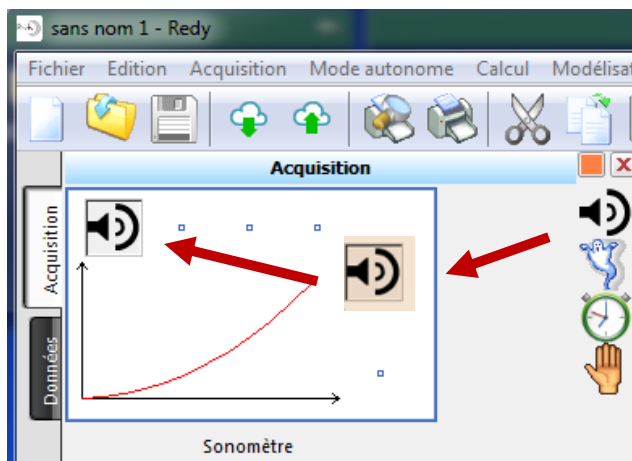 sans nom 1 - Redy
Fichier Edition Acquisition Mode autonome Calcul Modélisat
Acquisition
Acquisition
Données
Sonomètre